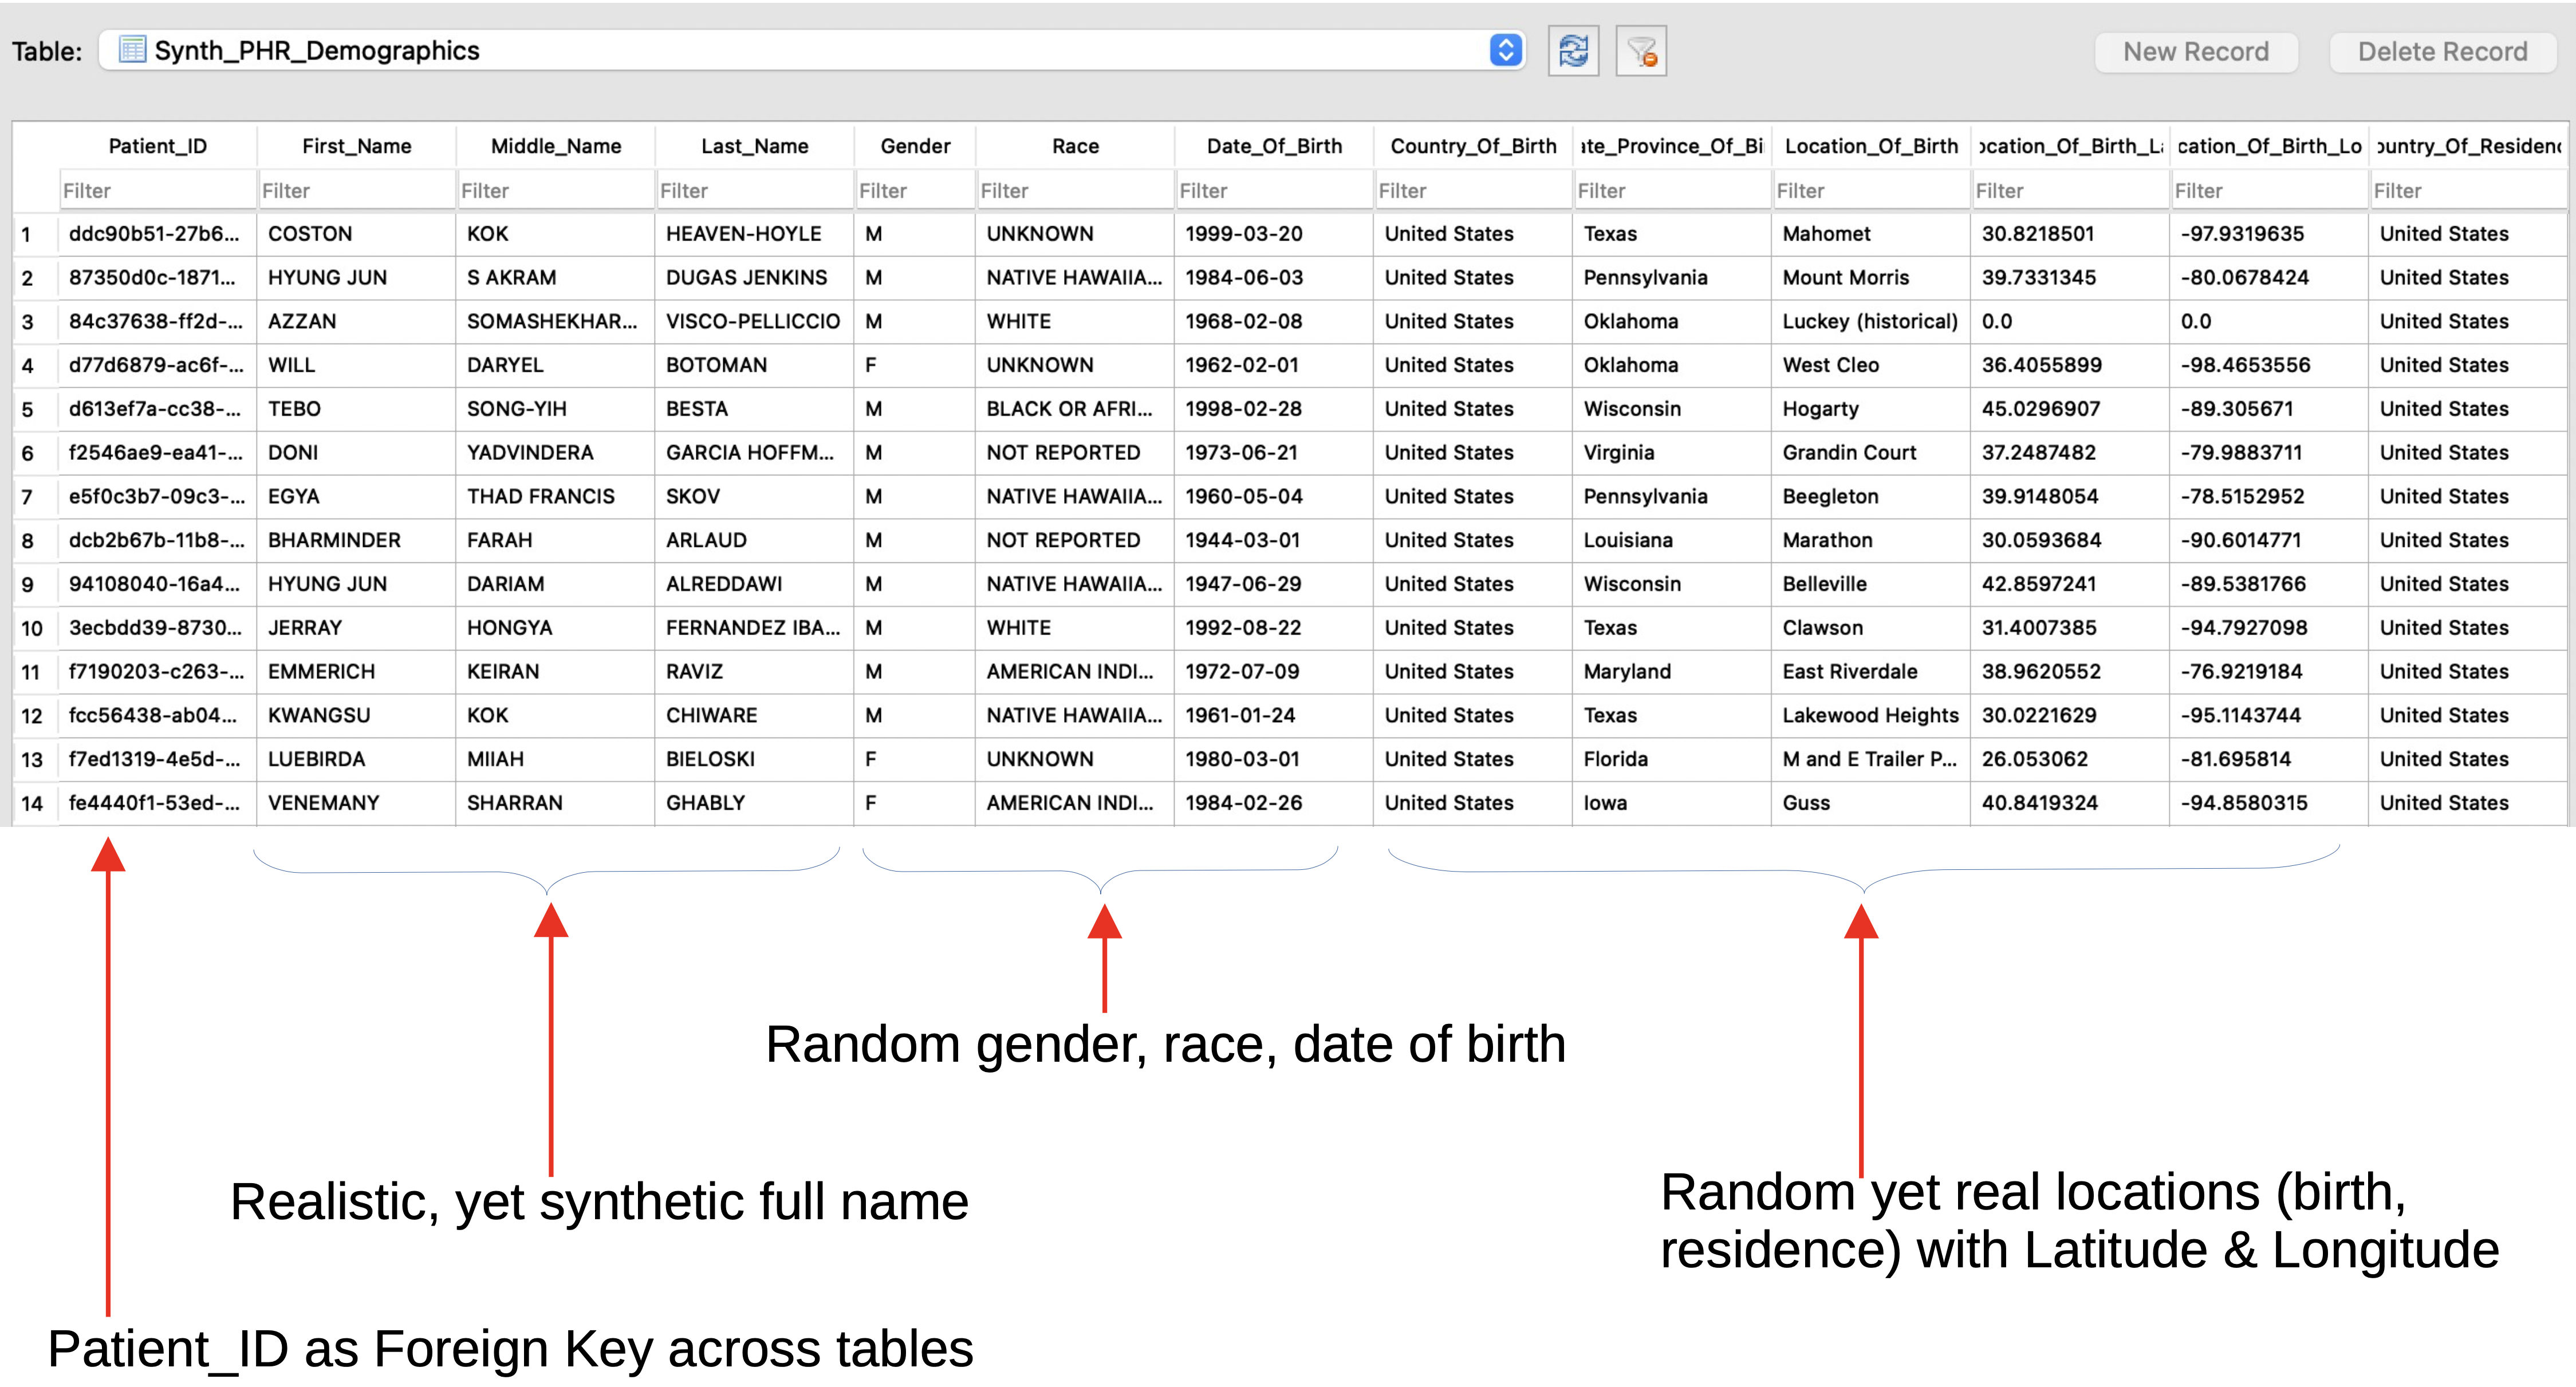 Table: Synth_PHR_Demographics New Record Delete Record
Patient_ID First_Name Middle_Name Last_Name Gender Race Date_Of_Birth Country_Of_Birth ate_Province_Of_Bi Location_Of_Birth ocation_Of_Birth_La cation_Of_Birth_Lo ountry_Of_Residenc
Filter Filter Filter Filter Filter Filter Filter Filter Filter Filter Filter Filter Filter
1 ddc90b51-27b6... COSTON KOK HEAVEN-HOYLE M UNKNOWN 1999-03-20 United States Texas Mahomet 30.8218501 -97.9319635 United States
2 87350d0c-1871... HYUNG JUN S AKRAM DUGAS JENKINS M NATIVE HAWAIIA... 1984-06-03 United States Pennsylvania Mount Morris 39.7331345 -80.0678424 United States
3 84c37638-ff2d-... AZZAN SOMASHEKHAR... VISCO-PELLICCIO M WHITE 1968-02-08 United States Oklahoma Luckey (historical) 0.0 0.0 United States
4 d77d6879-ac6f-... WILL DARYEL BOTOMAN F UNKNOWN 1962-02-01 United States Oklahoma West Cleo 36.4055899 -98.4653556 United States
5 d613ef7a-cc38-... TEBO SONG-YIH BESTA M BLACK OR AFRI... 1998-02-28 United States Wisconsin Hogarty 45.0296907 -89.305671 United States
6 f2546ae9-ea41-... DONI YADVINDERA GARCIA HOFFM... M NOT REPORTED 1973-06-21 United States Virginia Grandin Court 37.2487482 -79.9883711 United States
7 e5f0c3b7-09c3-... EGYA THAD FRANCIS SKOV M NATIVE HAWAIIA... 1960-05-04 United States Pennsylvania Beegleton 39.9148054 -78.5152952 United States
8 dcb2b67b-11b8-... BHARMINDER FARAH ARLAUD M NOT REPORTED 1944-03-01 United States Louisiana Marathon 30.0593684 -90.6014771 United States
9 94108040-16a4... HYUNG JUN DARIAM ALREDDAWI M NATIVE HAWAIIA... 1947-06-29 United States Wisconsin Belleville 42.8597241 -89.5381766 United States
10 3ecbdd39-8730... JERRAY HONGYA FERNANDEZ IBA... M WHITE 1992-08-22 United States Texas Clawson 31.4007385 -94.7927098 United States
11 f7190203-c263-... EMMERICH KEIRAN RAVIZ M AMERICAN INDI... 1972-07-09 United States Maryland East Riverdale 38.9620552 -76.9219184 United States
12 fcc56438-ab04... KWANGSU KOK CHIWARE M NATIVE HAWAIIA... 1961-01-24 United States Texas Lakewood Heights 30.0221629 -95.1143744 United States
13 f7ed1319-4e5d-... LUEBIRDA MIIAH BIELOSKI F UNKNOWN 1980-03-01 United States Florida M and E Trailer P... 26.053062 -81.695814 United States
14 fe4440f1-53ed-... VENEMANY SHARRAN GHABLY F AMERICAN INDI... 1984-02-26 United States Iowa Guss 40.8419324 -94.8580315 United States
Random gender, race, date of birth
Realistic, yet synthetic full name
Random yet real locations (birth,
residence) with Latitude & Longitude
Patient_ID as Foreign Key across tables